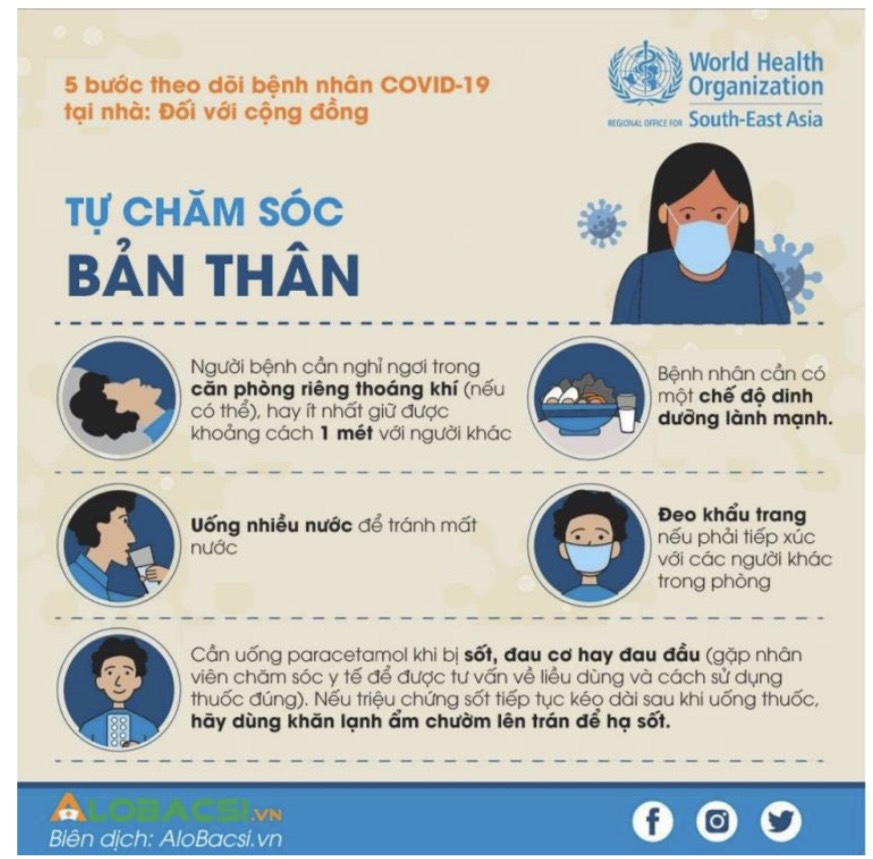 5 bước theo dõi bệnh nhân COVID-19
tại nhà: Đối với cộng đồng
World Health
Organization
REGIONAL OFFICE FOR South-East Asia
TỰ CHĂM SÓC
BẢN THÂN
Người bệnh cần nghỉ ngơi trong
căn phòng riêng thoáng khí (nếu
có thể), hay ít nhất giữ được
khoảng cách 1 mét với người khác
Bệnh nhân cần có
một chế độ dinh
dưỡng lành mạnh.
Uống nhiều nước để tránh mất
nước
Đeo khẩu trang
nếu phải tiếp xúc
với các người khác
trong phòng
Cần uống paracetamol khi bị sốt, đau cơ hay đau đầu (gặp nhân
viên chăm sóc y tế để được tư vấn về liều dùng và cách sử dụng
thuốc đúng). Nếu triệu chứng sốt tiếp tục kéo dài sau khi uống thuốc,
hãy dùng khăn lạnh ẩm chườm lên trán để hạ sốt.
ALOBACSI.VN
Biên dịch: AloBacsi.vn